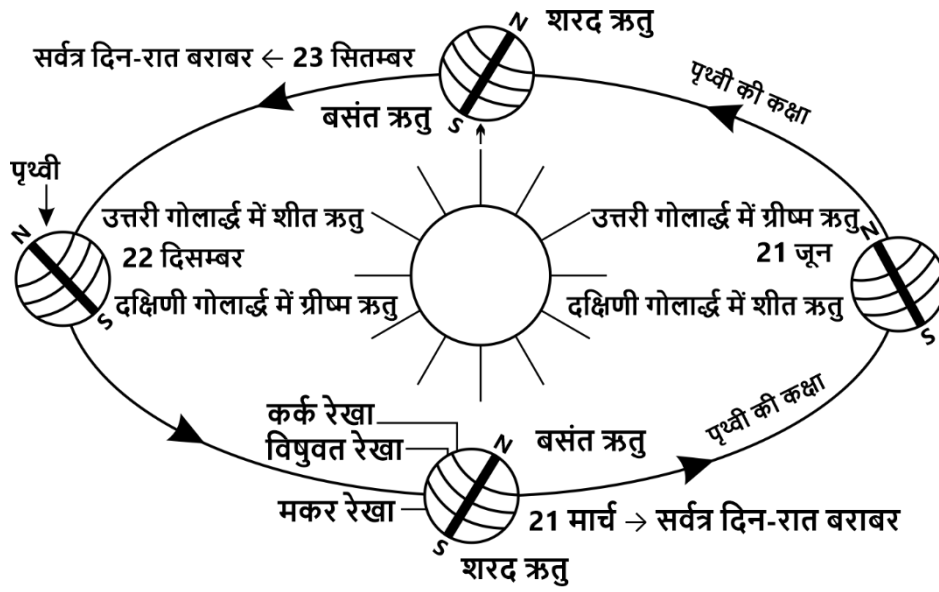 N
शरद ऋतु
सर्वत्र दिन-रात बराबर ← 23 सितम्बर
पृथ्वी की कक्षा
बसंत ऋतु
S
पृथ्वी
N
उत्तरी गोलार्द्ध में शीत ऋतु
22 दिसम्बर
दक्षिणी गोलार्द्ध में ग्रीष्म ऋतु
S
उत्तरी गोलार्द्ध में ग्रीष्म ऋतु
N
21 जून
दक्षिणी गोलार्द्ध में शीत ऋतु
S
पृथ्वी की कक्षा
कर्क रेखा
विषुवत रेखा
मकर रेखा
N
बसंत ऋतु
21 मार्च → सर्वत्र दिन-रात बराबर
S
शरद ऋतु